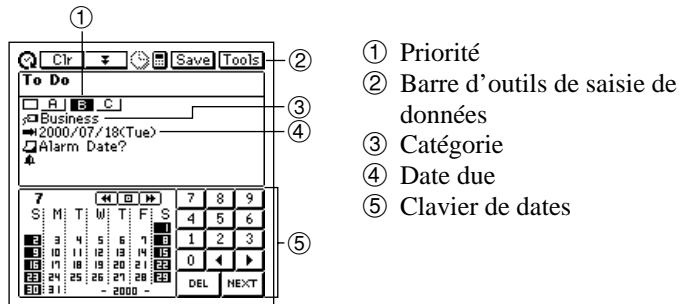 ①
Clr Save Tools ②
To Do
A B C
Business ③
2000/07/18(Tue) ④
Alarm Date?
7 7 8 9
S M T W T F S 4 5 6
1 1 2 3
2 3 4 5 6 7 8 0
9 10 11 12 13 14 15
16 17 18 19 20 21 22 DEL NEXT
23 24 25 26 27 28 29
30 31 - 2000 -
⑤
① Priorité
② Barre d'outils de saisie de
données
③ Catégorie
④ Date due
⑤ Clavier de dates